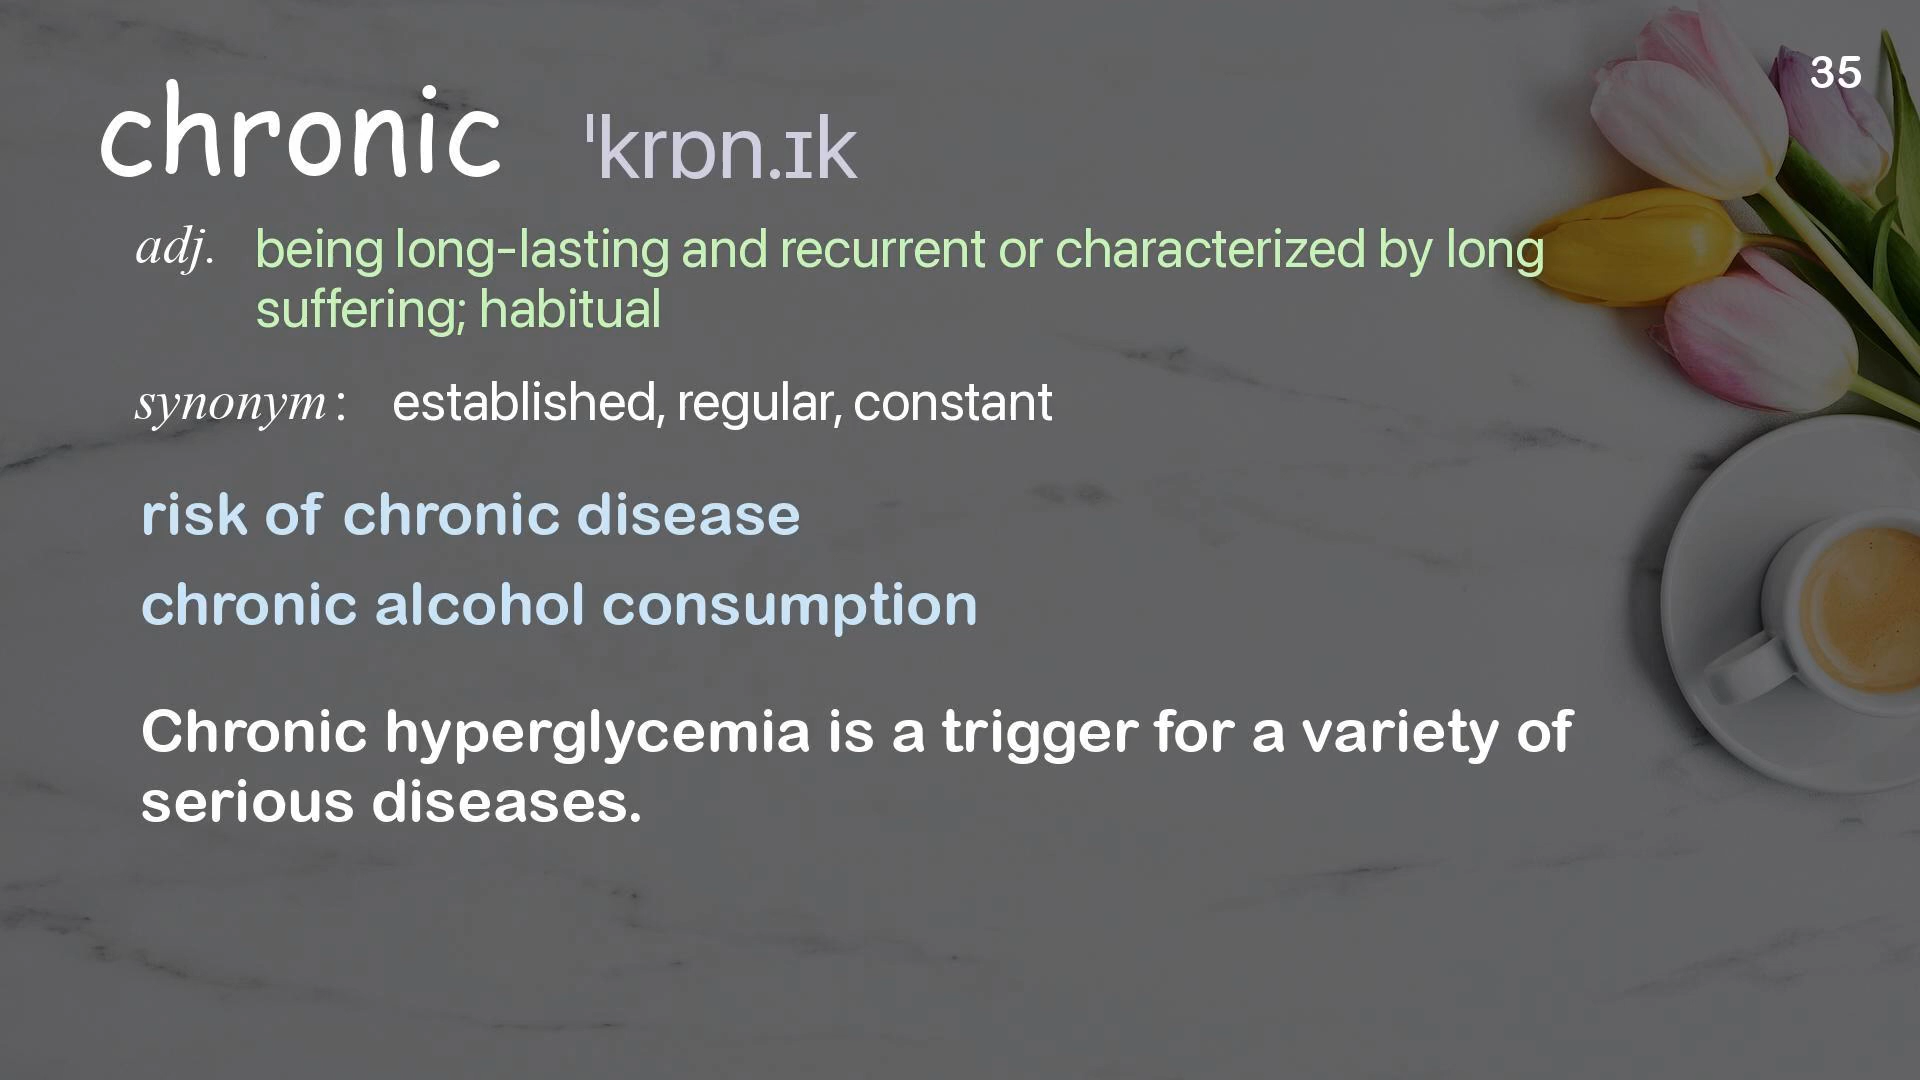 35
chronic ˈkrɒn.ɪk
adj. being long-lasting and recurrent or characterized by long
suffering; habitual
synonym: established, regular, constant
risk of chronic disease
chronic alcohol consumption
Chronic hyperglycemia is a trigger for a variety of
serious diseases.